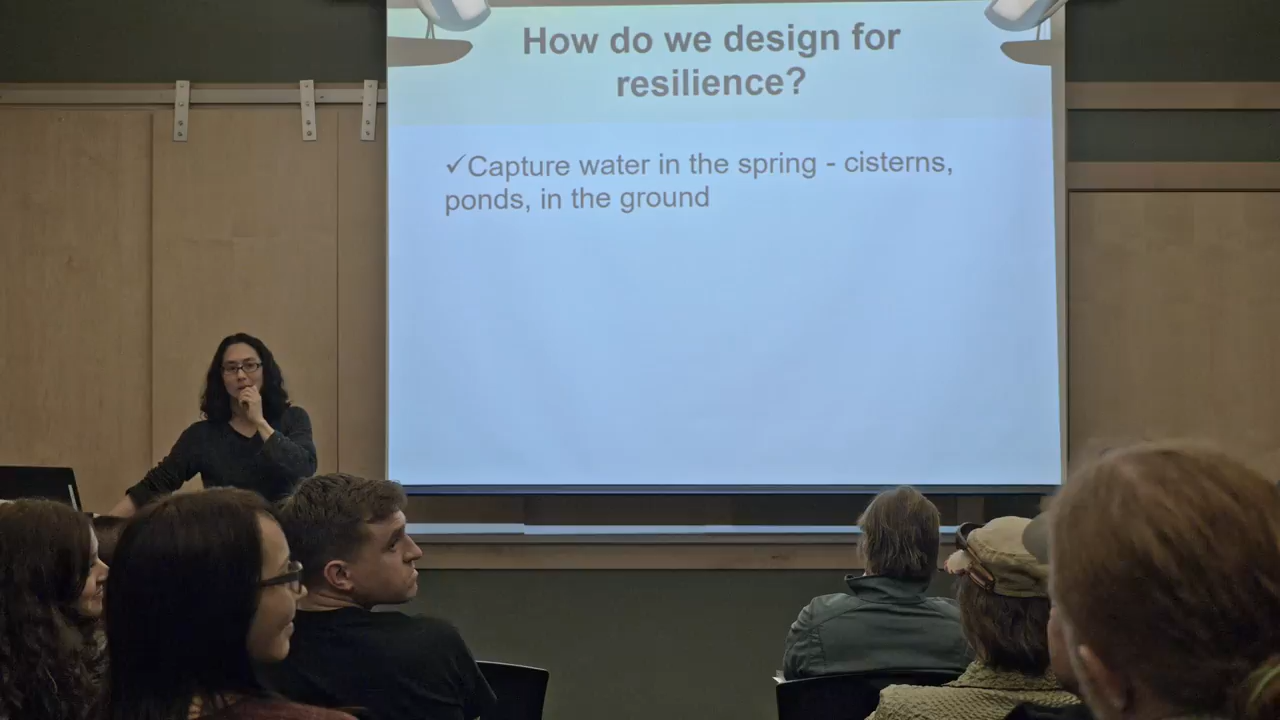 How do we design for
resilience?
✓Capture water in the spring - cisterns,
ponds, in the ground